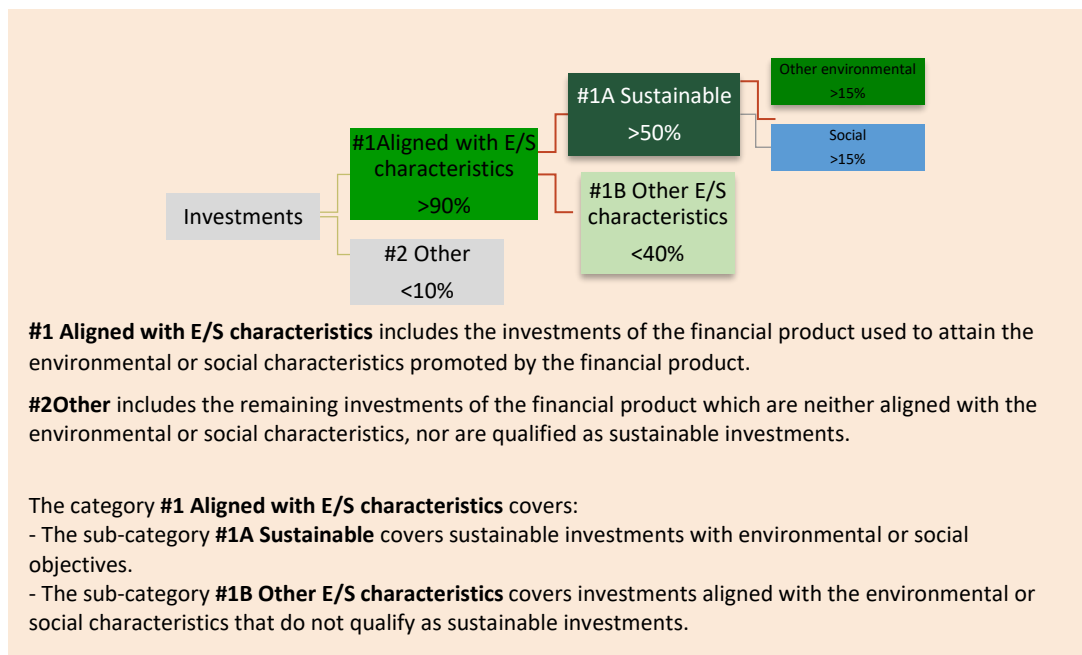 Other environmental
>15%
#1A Sustainable
>50%
Social
>15%
#1Aligned with E/S
characteristics
>90%
#1B Other E/S
characteristics
<40%
Investments
#2 Other
<10%
#1 Aligned with E/S characteristics includes the investments of the financial product used to attain the
environmental or social characteristics promoted by the financial product.
#2Other includes the remaining investments of the financial product which are neither aligned with the
environmental or social characteristics, nor are qualified as sustainable investments.
The category #1 Aligned with E/S characteristics covers:
- The sub-category #1A Sustainable covers sustainable investments with environmental or social
objectives.
- The sub-category #1B Other E/S characteristics covers investments aligned with the environmental or
social characteristics that do not qualify as sustainable investments.